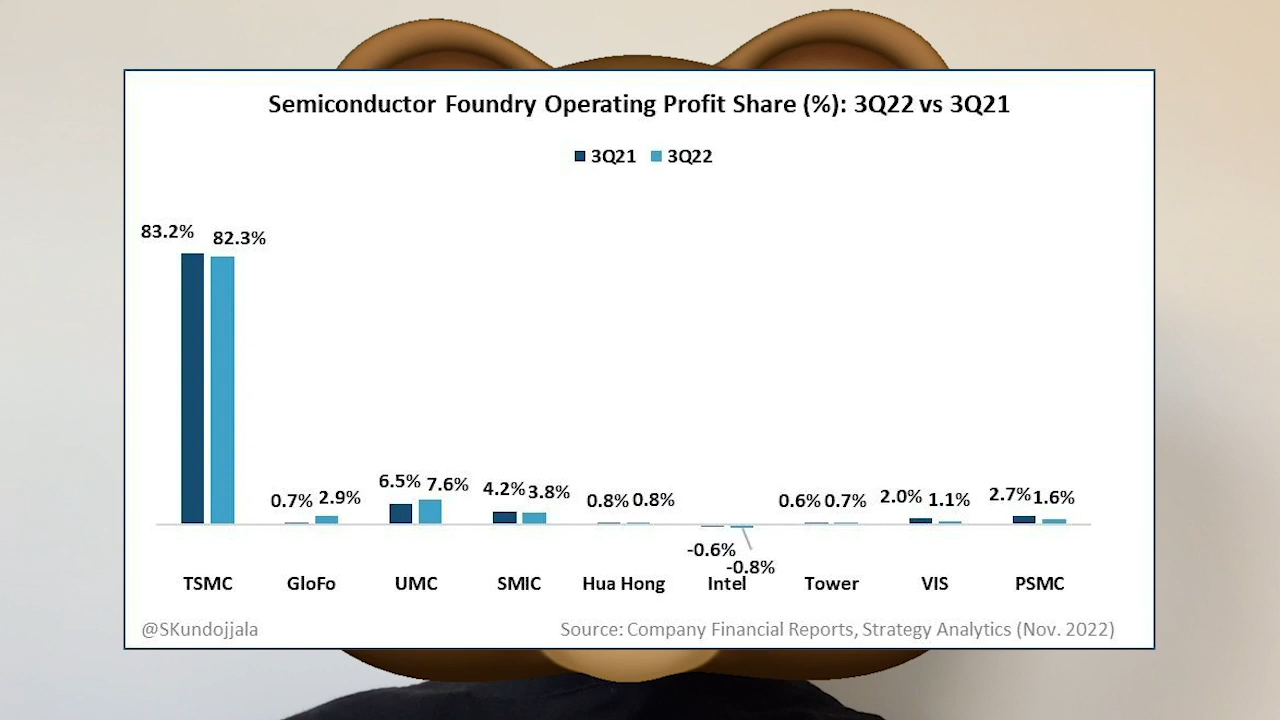 Semiconductor Foundry Operating Profit Share (%): 3Q22 vs 3Q21
3Q21 3Q22
83.2% 82.3%
0.7% 2.9%
6.5% 7.6%
4.2% 3.8%
0.8% 0.8%
-0.6% -0.8%
0.6% 0.7%
2.0% 1.1%
2.7% 1.6%
TSMC GloFo UMC SMIC Hua Hong Intel Tower VIS PSMC
@SKundojjala Source: Company Financial Reports, Strategy Analytics (Nov. 2022)